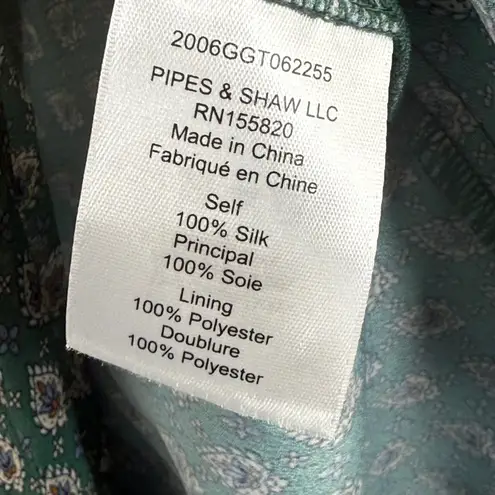 2006GGT062255
PIPES & SHAW LLC
RN155820
Made in China
Fabriqué en Chine
Self
100% Silk
Principal
100% Soie
Lining
100% Polyester
Doublure
100% Polyester